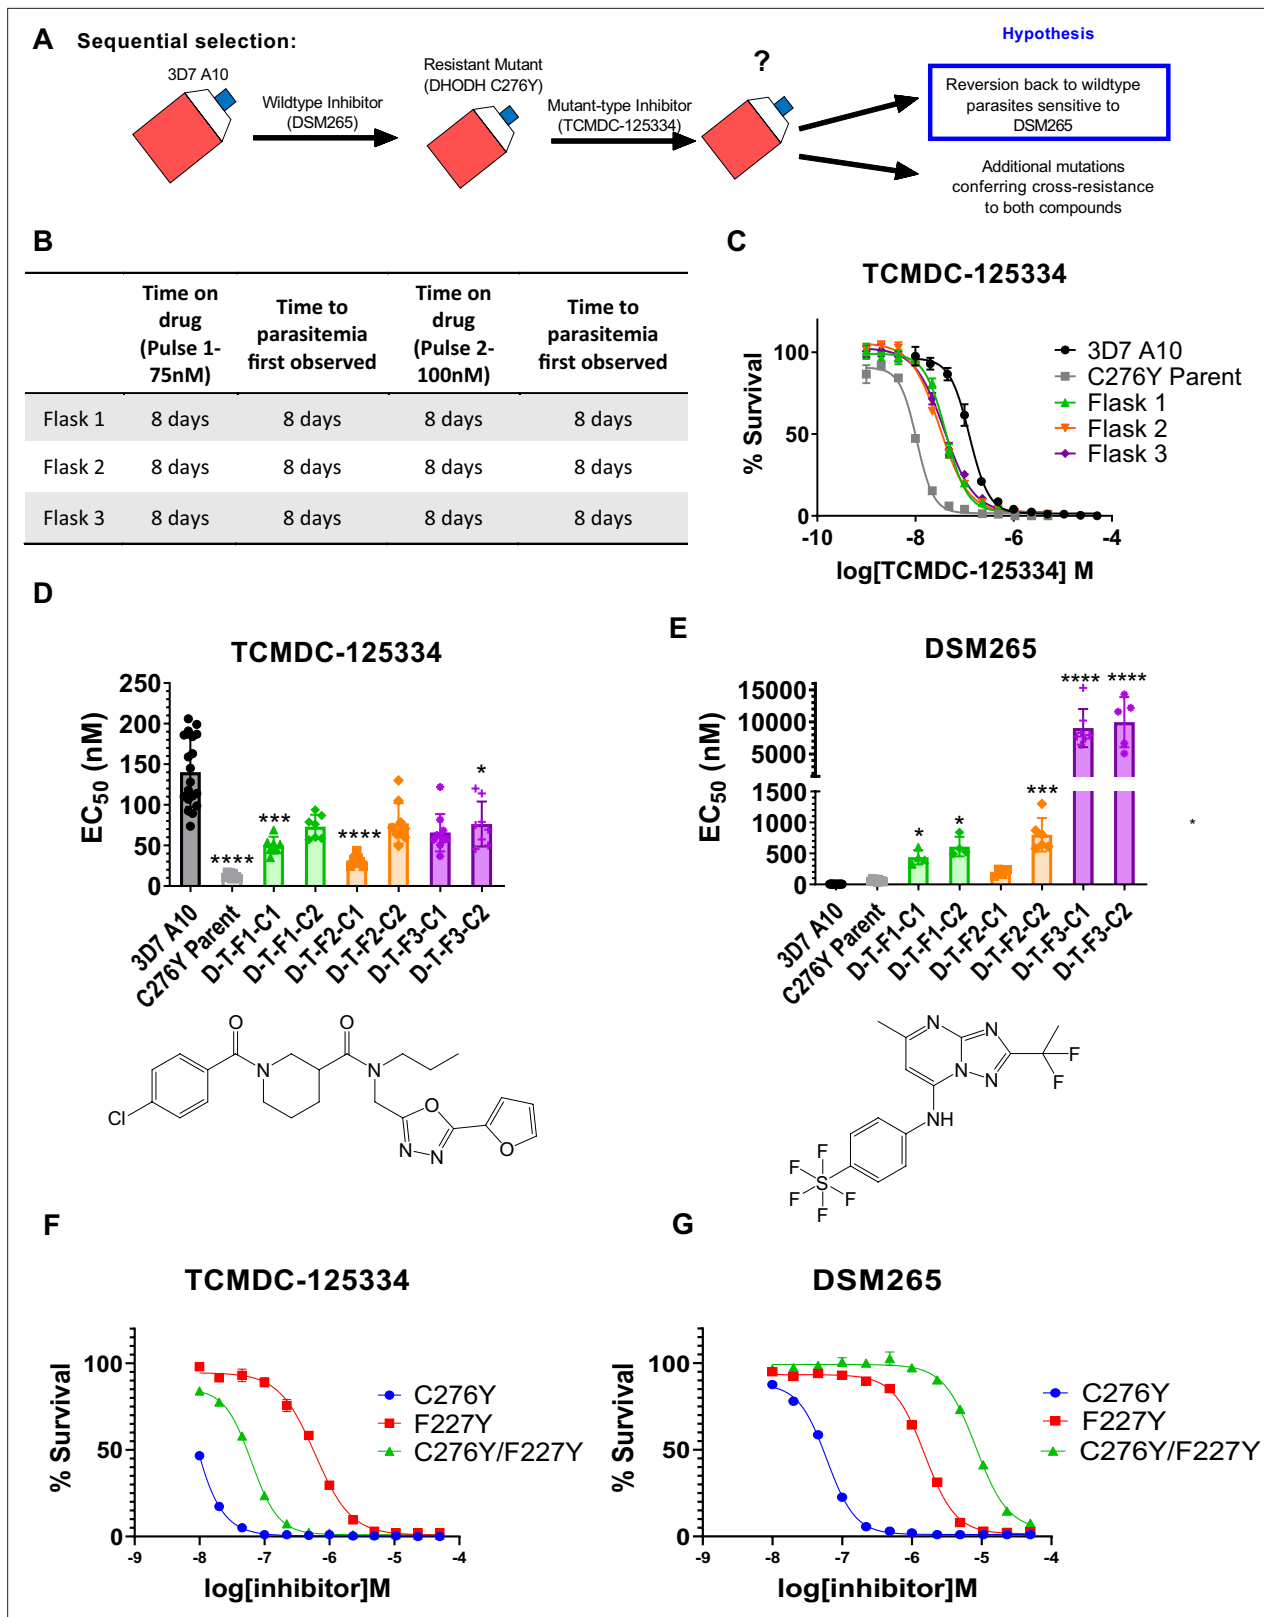 A
Sequential selection:
Hypothesis
3D7 A10
Wildtype Inhibitor
(DSM265)
Resistant Mutant
(DHODH C276Y)
Mutant-type Inhibitor
(TCMDC-125334)
?
Reversion back to wildtype
parasites sensitive to
DSM265
Additional mutations
conferring cross-resistance
to both compounds
B
Time on drug (Pulse 1-75nM) Time to parasitemia first observed Time on drug (Pulse 2-100nM) Time to parasitemia first observed
Flask 1 8 days 8 days 8 days 8 days
Flask 2 8 days 8 days 8 days 8 days
Flask 3 8 days 8 days 8 days 8 days
C
TCMDC-125334
% Survival
100
50
0
-10 -8 -6 -4
log[TCMDC-125334] M
3D7 A10
C276Y Parent
Flask 1
Flask 2
Flask 3
D
TCMDC-125334
EC50 (nM)
250
200
150
100
50
0
****
***
****
*
3D7 A10
C276Y Parent
D-T-F1-C1
D-T-F1-C2
D-T-F2-C1
D-T-F2-C2
D-T-F3-C1
D-T-F3-C2
O
O
N
N
Cl
O
N
N
O
E
DSM265
EC50 (nM)
15000
10000
5000
1500
1000
500
0
*
*
***
****
****
*
3D7 A10
C276Y Parent
D-T-F1-C1
D-T-F1-C2
D-T-F2-C1
D-T-F2-C2
D-T-F3-C1
D-T-F3-C2
N
N
N
N
F
F
NH
F
F
F
S
F
F
F
TCMDC-125334
% Survival
100
50
0
-9 -8 -7 -6 -5 -4
log[inhibitor]M
C276Y
F227Y
C276Y/F227Y
G
DSM265
% Survival
100
50
0
-9 -8 -7 -6 -5 -4
log[inhibitor]M
C276Y
F227Y
C276Y/F227Y